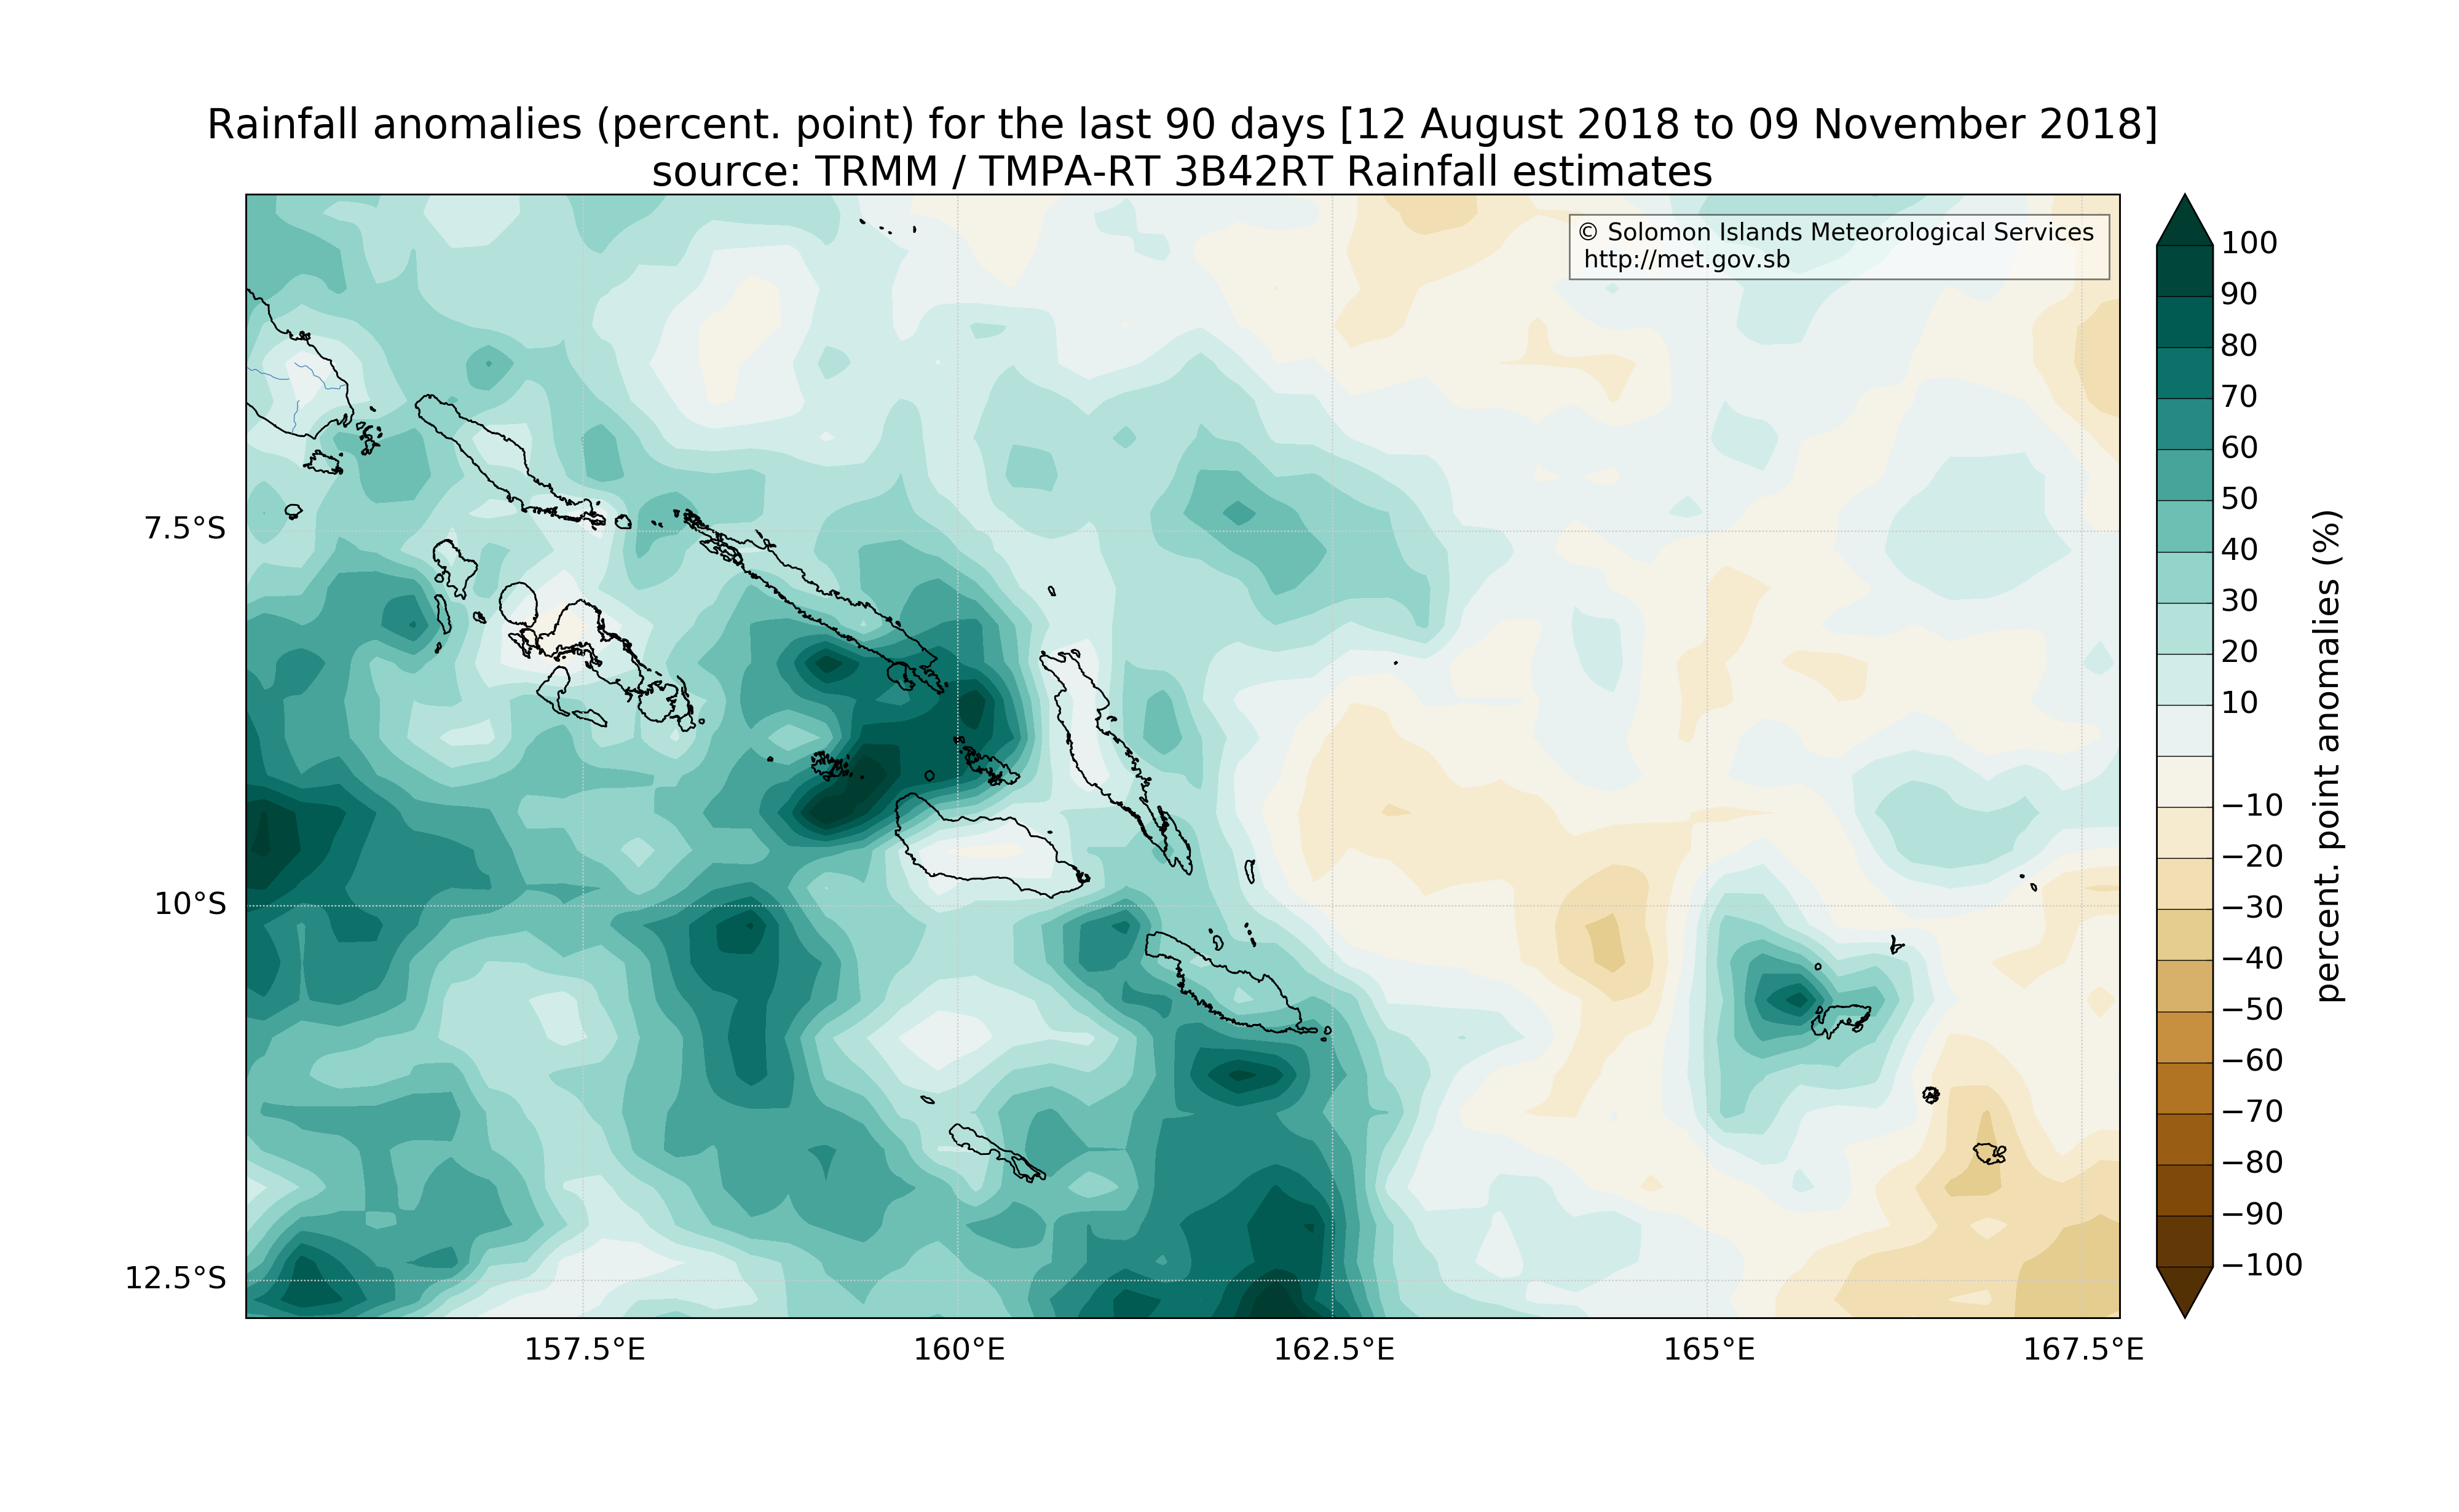 Rainfall anomalies (percent. point) for the last 90 days [12 August 2018 to 09 November 2018]
source: TRMM / TMPA-RT 3B42RT Rainfall estimates
© Solomon Islands Meteorological Services
http://met.gov.sb
7.5°S
10°S
12.5°S
157.5°E
160°E
162.5°E
165°E
167.5°E
100
90
80
70
60
50
40
30
20
10
−10
−20
−30
−40
−50
−60
−70
−80
−90
−100
percent. point anomalies (%)